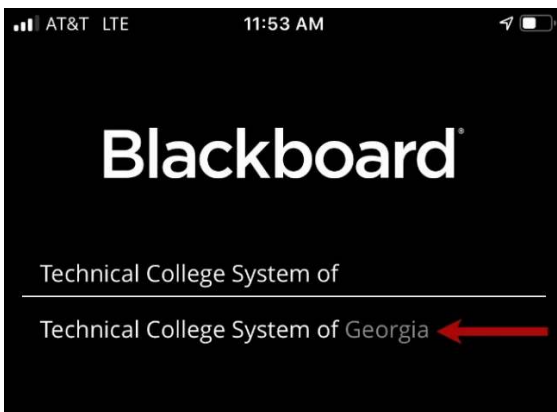 AT&T LTE 11:53 AM
Blackboard®
Technical College System of
Technical College System of Georgia